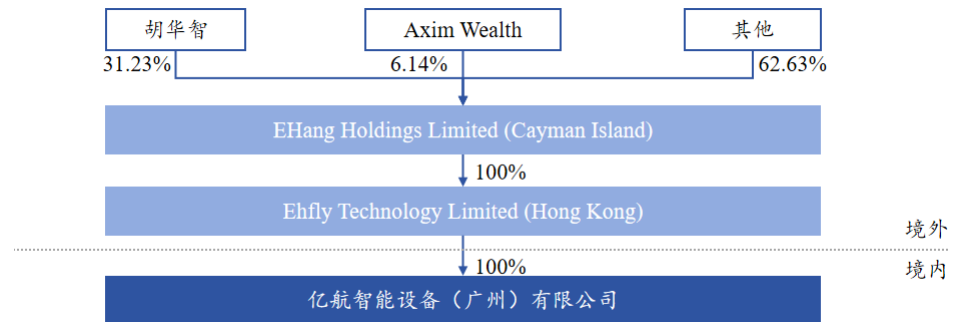 胡华智
Axim Wealth
其他
31.23%
6.14%
62.63%
EHang Holdings Limited (Cayman Island)
100%
Ehfly Technology Limited (Hong Kong)
境外
100%
境内
亿航智能设备（广州）有限公司